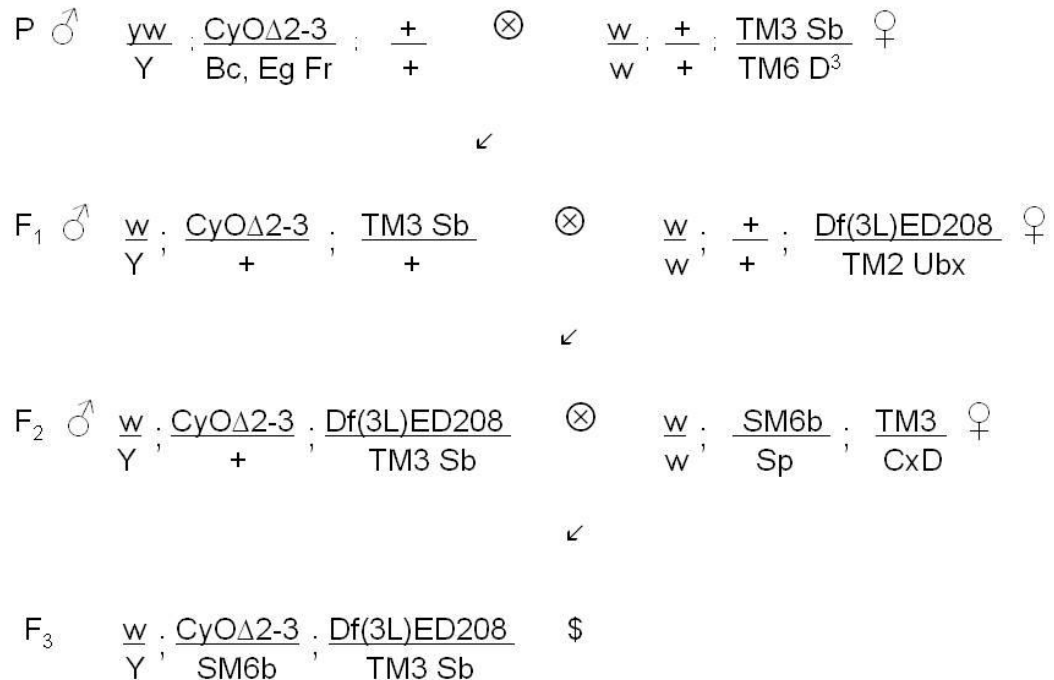 P ♂ yw/Y ; CyOΔ2-3/Bc, Eg Fr ; +/+ ⊗ w/w ; +/+ ; TM3 Sb/TM6 D³ ♀
↙
F₁ ♂ w/Y ; CyOΔ2-3/+ ; TM3 Sb/+ ⊗ w/w ; +/+ ; Df(3L)ED208/TM2 Ubx ♀
↙
F₂ ♂ w/Y ; CyOΔ2-3/+ ; Df(3L)ED208/TM3 Sb ⊗ w/w ; SM6b/Sp ; TM3/CxD ♀
↙
F₃ w/Y ; CyOΔ2-3/SM6b ; Df(3L)ED208/TM3 Sb $